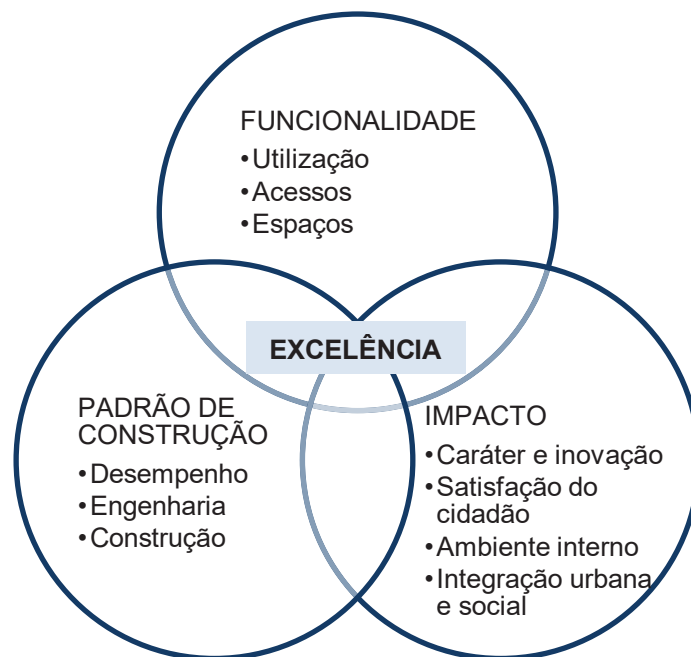 FUNCIONALIDADE
•Utilização
•Acessos
•Espaços
EXCELÊNCIA
PADRÃO DE
CONSTRUÇÃO
•Desempenho
•Engenharia
•Construção
IMPACTO
•Caráter e inovação
•Satisfação do
cidadão
•Ambiente interno
•Integração urbana
e social